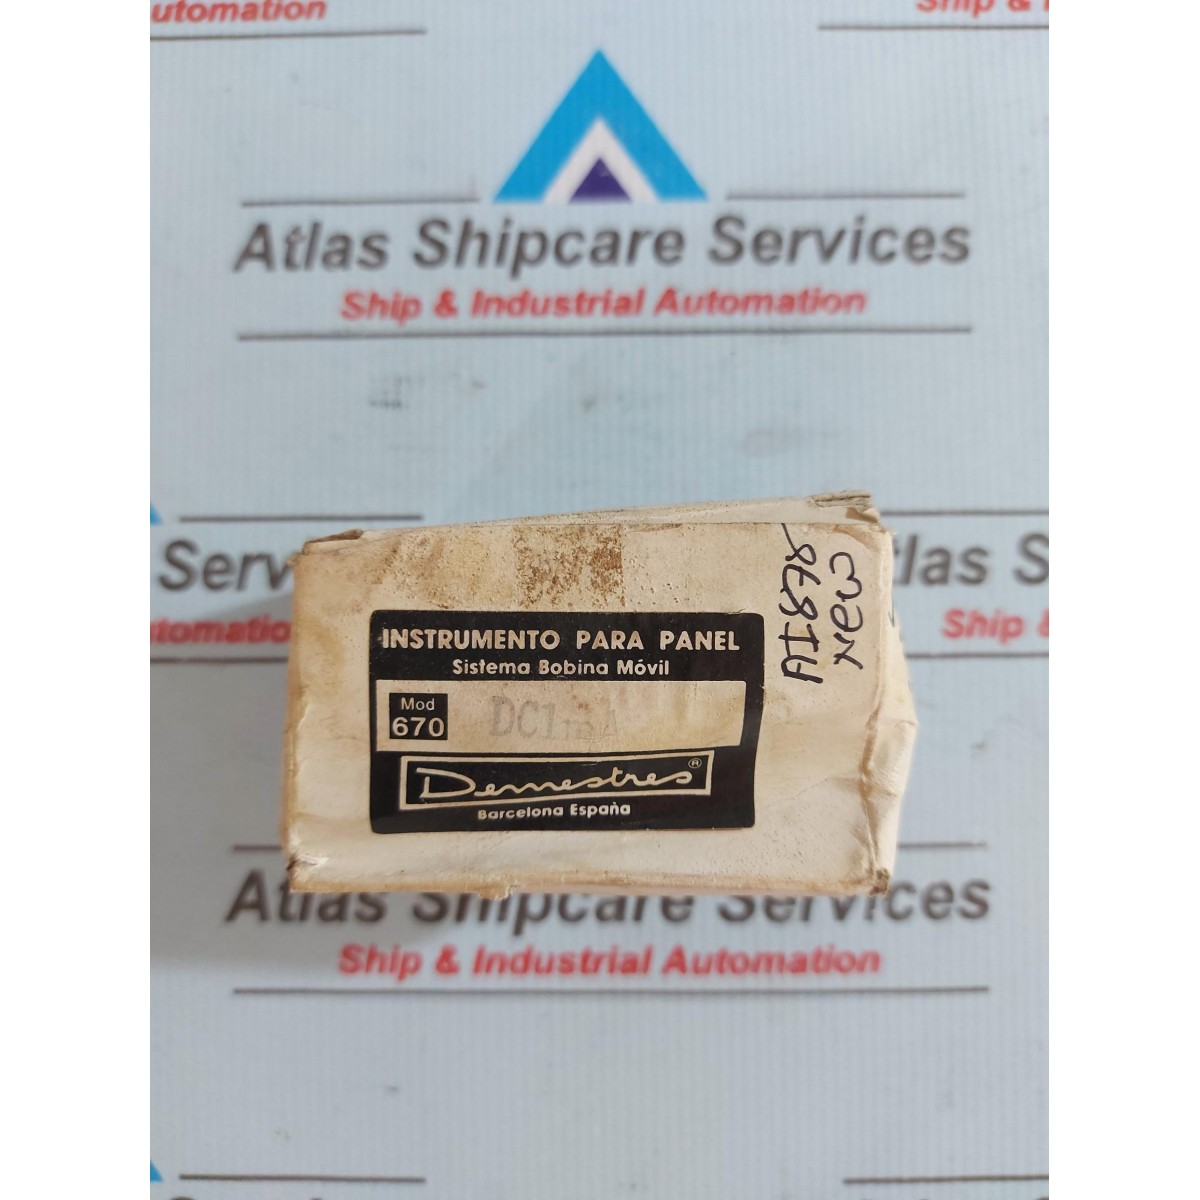 utomation
Ship &
Atlas Shipcare Services
Ship & Industrial Automation
Serv
tlas S
tomatio
Ship &
INSTRUMENTO PARA PANEL
Sistema Bobina Móvil
Mod
670
DC1mA
Demestres®
Barcelona España
New
Atlas Shipcare Services
Ship & Industrial Automation